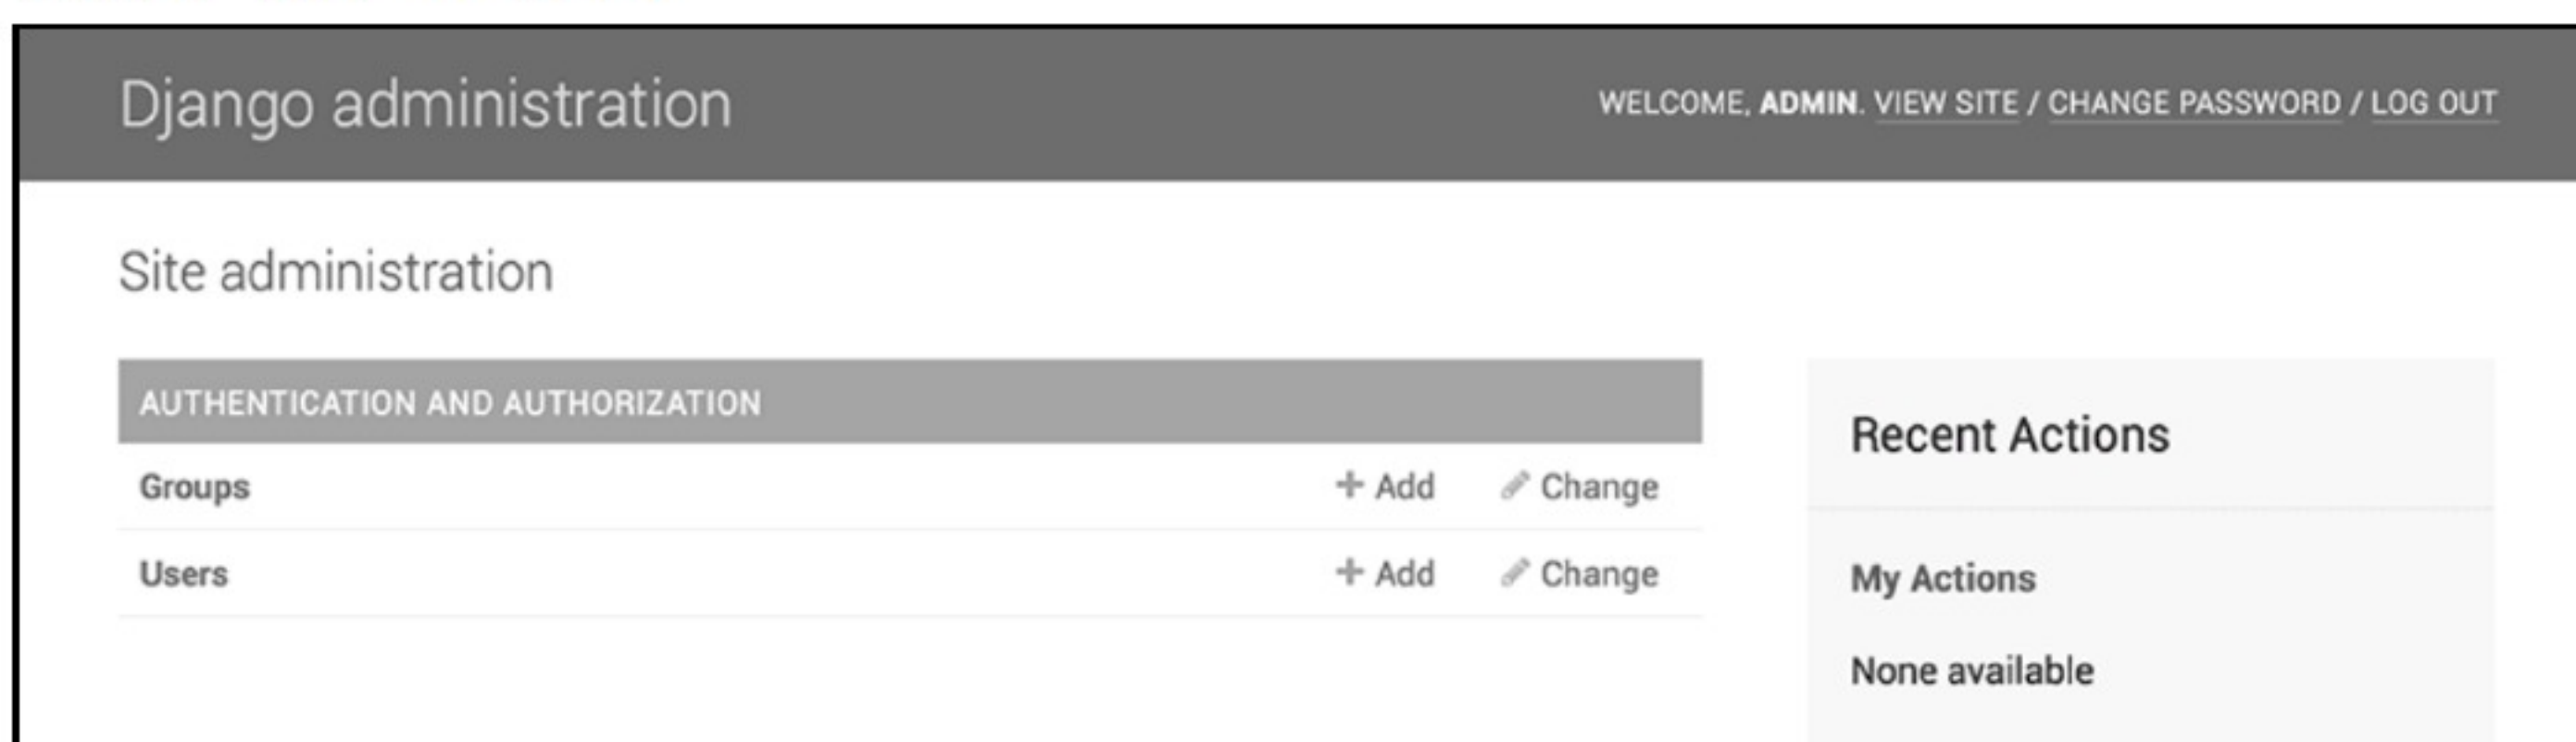 Django administration
WELCOME, ADMIN. VIEW SITE / CHANGE PASSWORD / LOG OUT
Site administration
AUTHENTICATION AND AUTHORIZATION
Groups + Add Change
Users + Add Change
Recent Actions
My Actions
None available